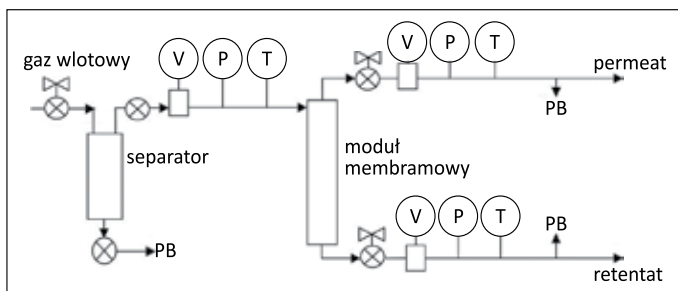 gaz wlotowy
V P T
separator
PB
moduł
membramowy
V P T
permeat
PB
V P T
PB
retentat